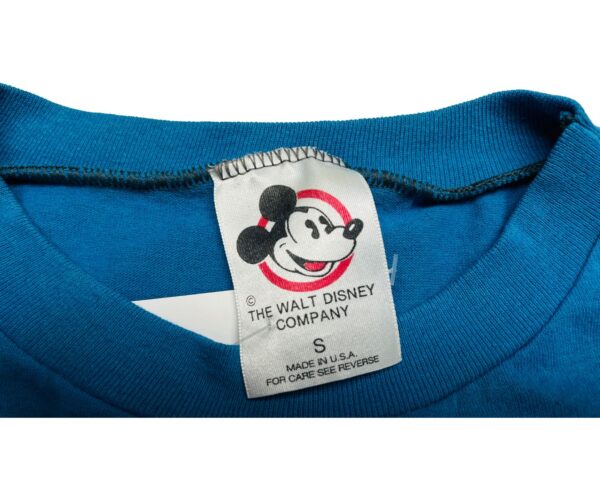 ©
THE WALT DISNEY
COMPANY
S
MADE IN U.S.A.
FOR CARE SEE REVERSE